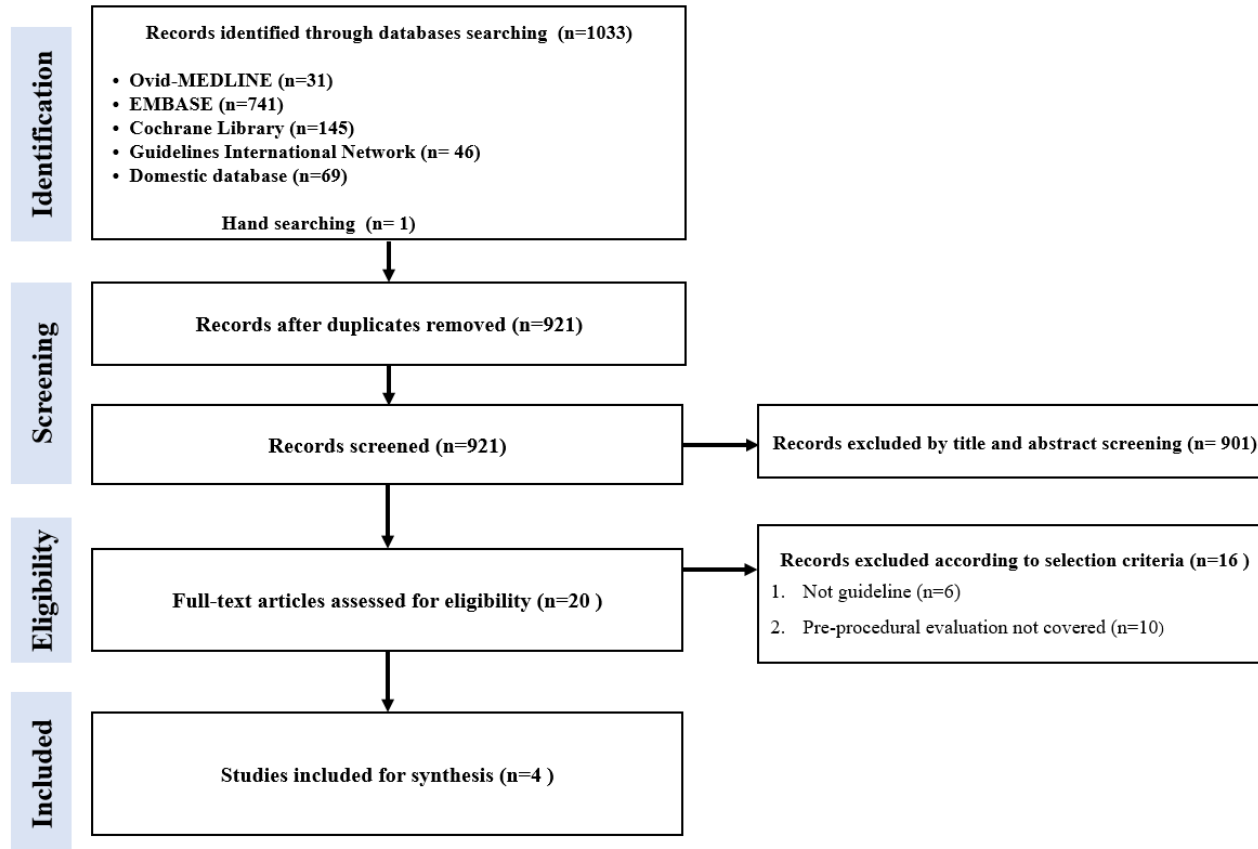 Identification
Records identified through databases searching (n=1033)
• Ovid-MEDLINE (n=31)
• EMBASE (n=741)
• Cochrane Library (n=145)
• Guidelines International Network (n= 46)
• Domestic database (n=69)
Hand searching (n= 1)
Screening
Records after duplicates removed (n=921)
Records screened (n=921)
Records excluded by title and abstract screening (n= 901)
Eligibility
Full-text articles assessed for eligibility (n=20 )
Records excluded according to selection criteria (n=16 )
1. Not guideline (n=6)
2. Pre-procedural evaluation not covered (n=10)
Included
Studies included for synthesis (n=4 )